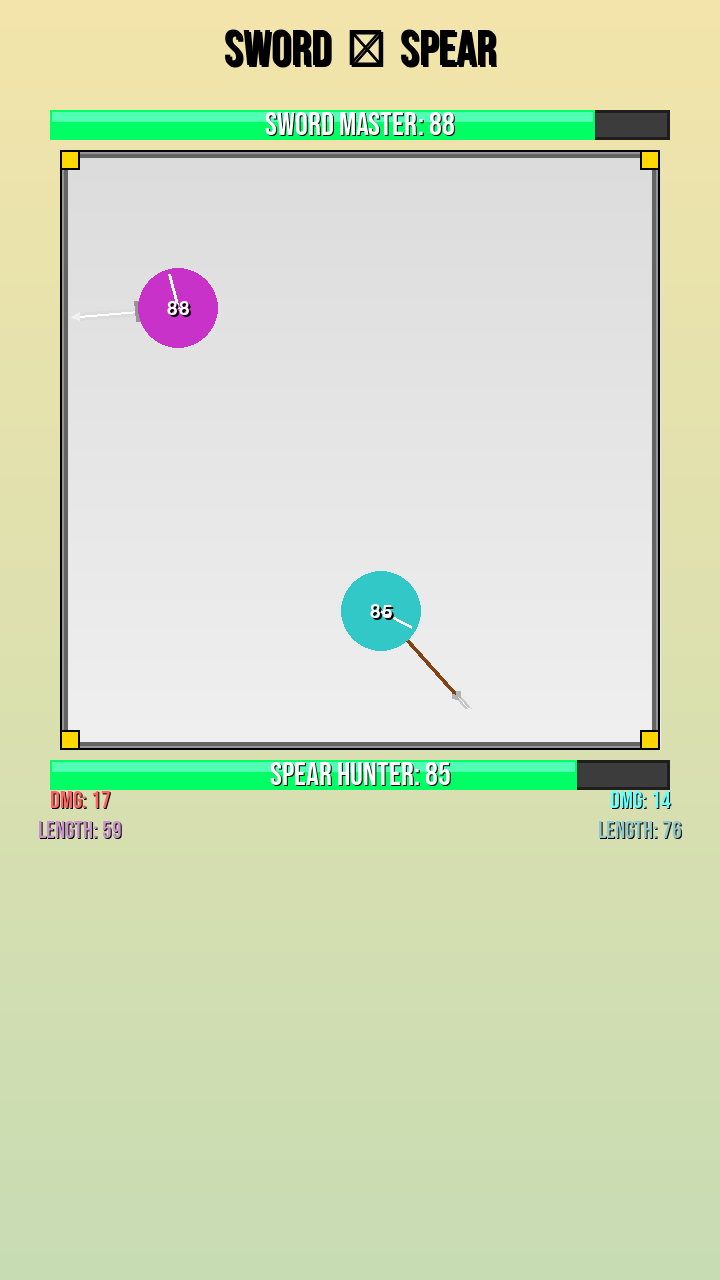 SWORD SPEAR
SWORD MASTER: 88
88
85
SPEAR HUNTER: 85
DMG: 17 DMG: 14
LENGTH: 59 LENGTH: 76